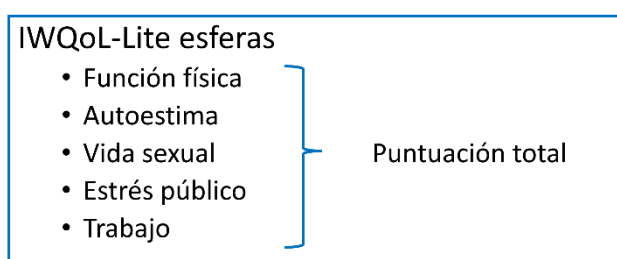 IWQoL-Lite esferas
• Función física
• Autoestima
• Vida sexual
• Estrés público
• Trabajo
Puntuación total